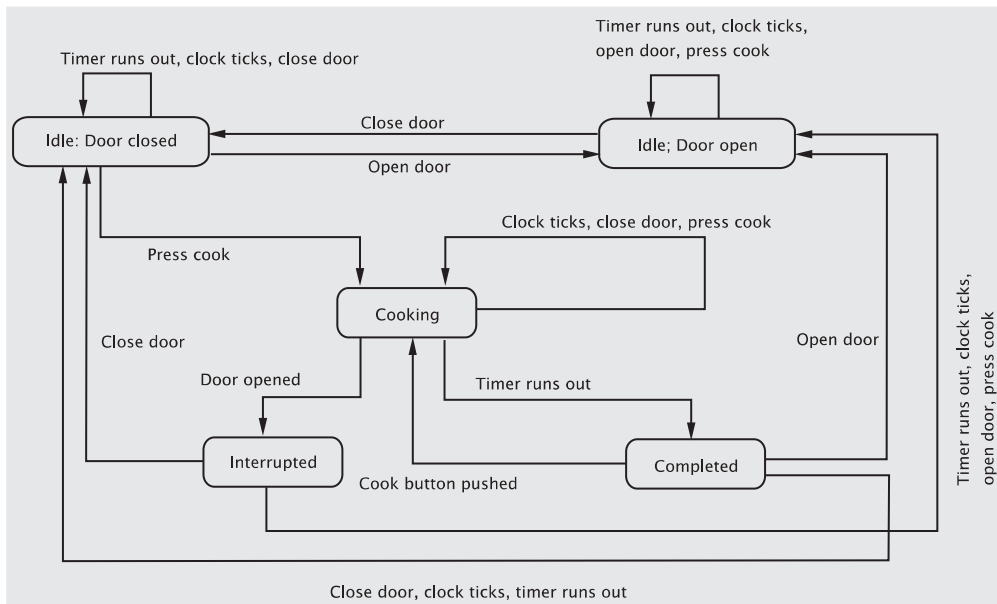 Timer runs out, clock ticks,
open door, press cook
Timer runs out, clock ticks, close door
Idle: Door closed
Close door
Idle; Door open
Open door
Clock ticks, close door, press cook
Press cook
Cooking
Close door
Open door
Timer runs out, clock ticks,
open door, press cook
Door opened
Timer runs out
Interrupted
Completed
Cook button pushed
Close door, clock ticks, timer runs out